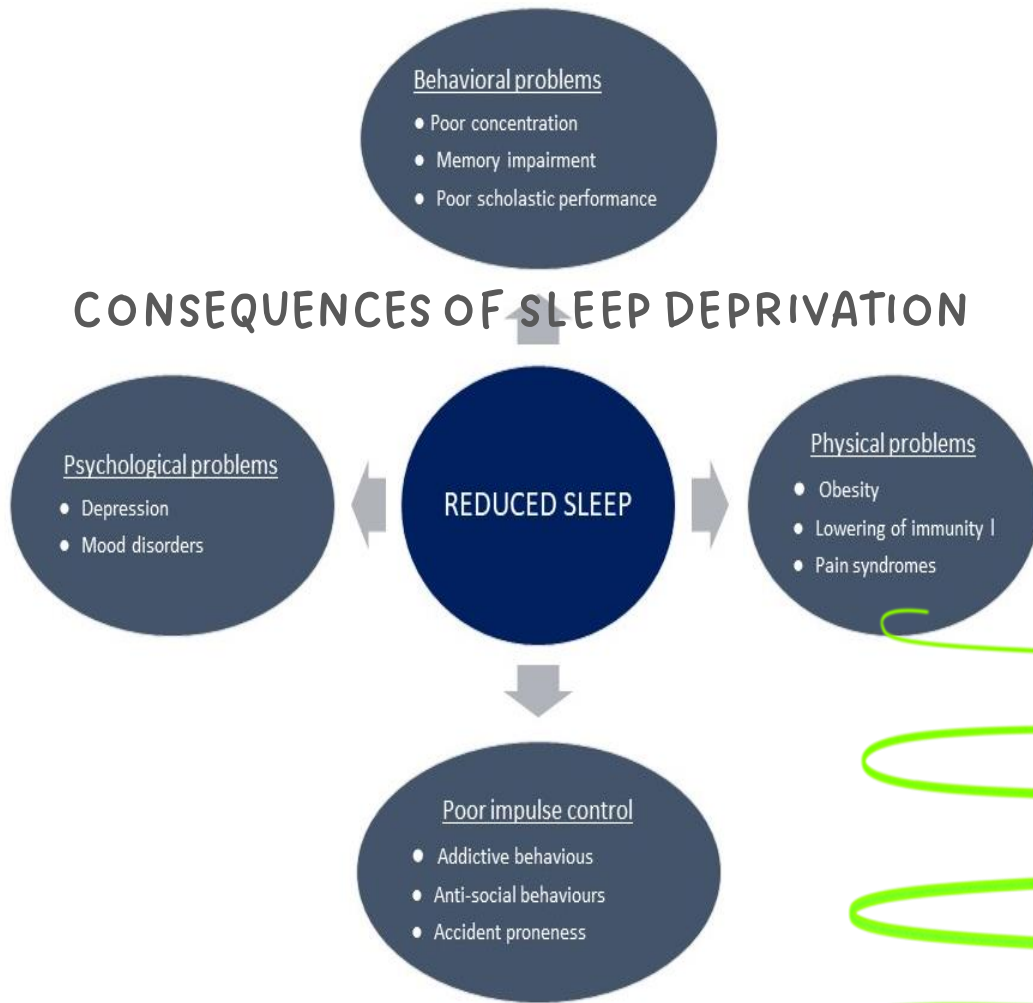 Behavioral problems
● Poor concentration
● Memory impairment
● Poor scholastic performance
CONSEQUENCES OF SLEEP DEPRIVATION
Psychological problems
● Depression
● Mood disorders
REDUCED SLEEP
Physical problems
● Obesity
● Lowering of immunity l
● Pain syndromes
Poor impulse control
● Addictive behavious
● Anti-social behaviours
● Accident proneness